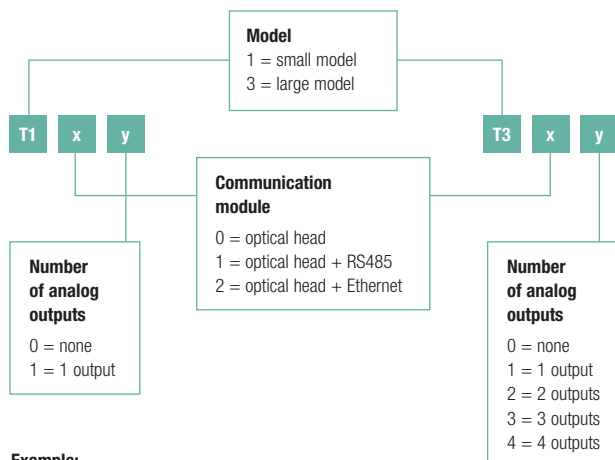 Model
1 = small model
3 = large model
T1 x y
T3 x y
Communication
module
0 = optical head
1 = optical head + RS485
2 = optical head + Ethernet
Number
of analog
outputs
0 = none
1 = 1 output
Number
of analog
outputs
0 = none
1 = 1 output
2 = 2 outputs
3 = 3 outputs
4 = 4 outputs
Example: